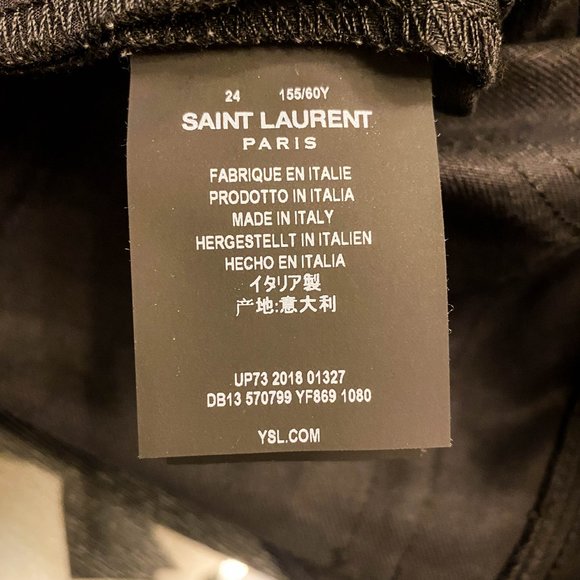 24 155/60Y
SAINT LAURENT
PARIS
FABRIQUE EN ITALIE
PRODOTTO IN ITALIA
MADE IN ITALY
HERGESTELLT IN ITALIEN
HECHO EN ITALIA
イタリア製
产地:意大利
UP73 2018 01327
DB13 570799 YF869 1080
YSL.COM